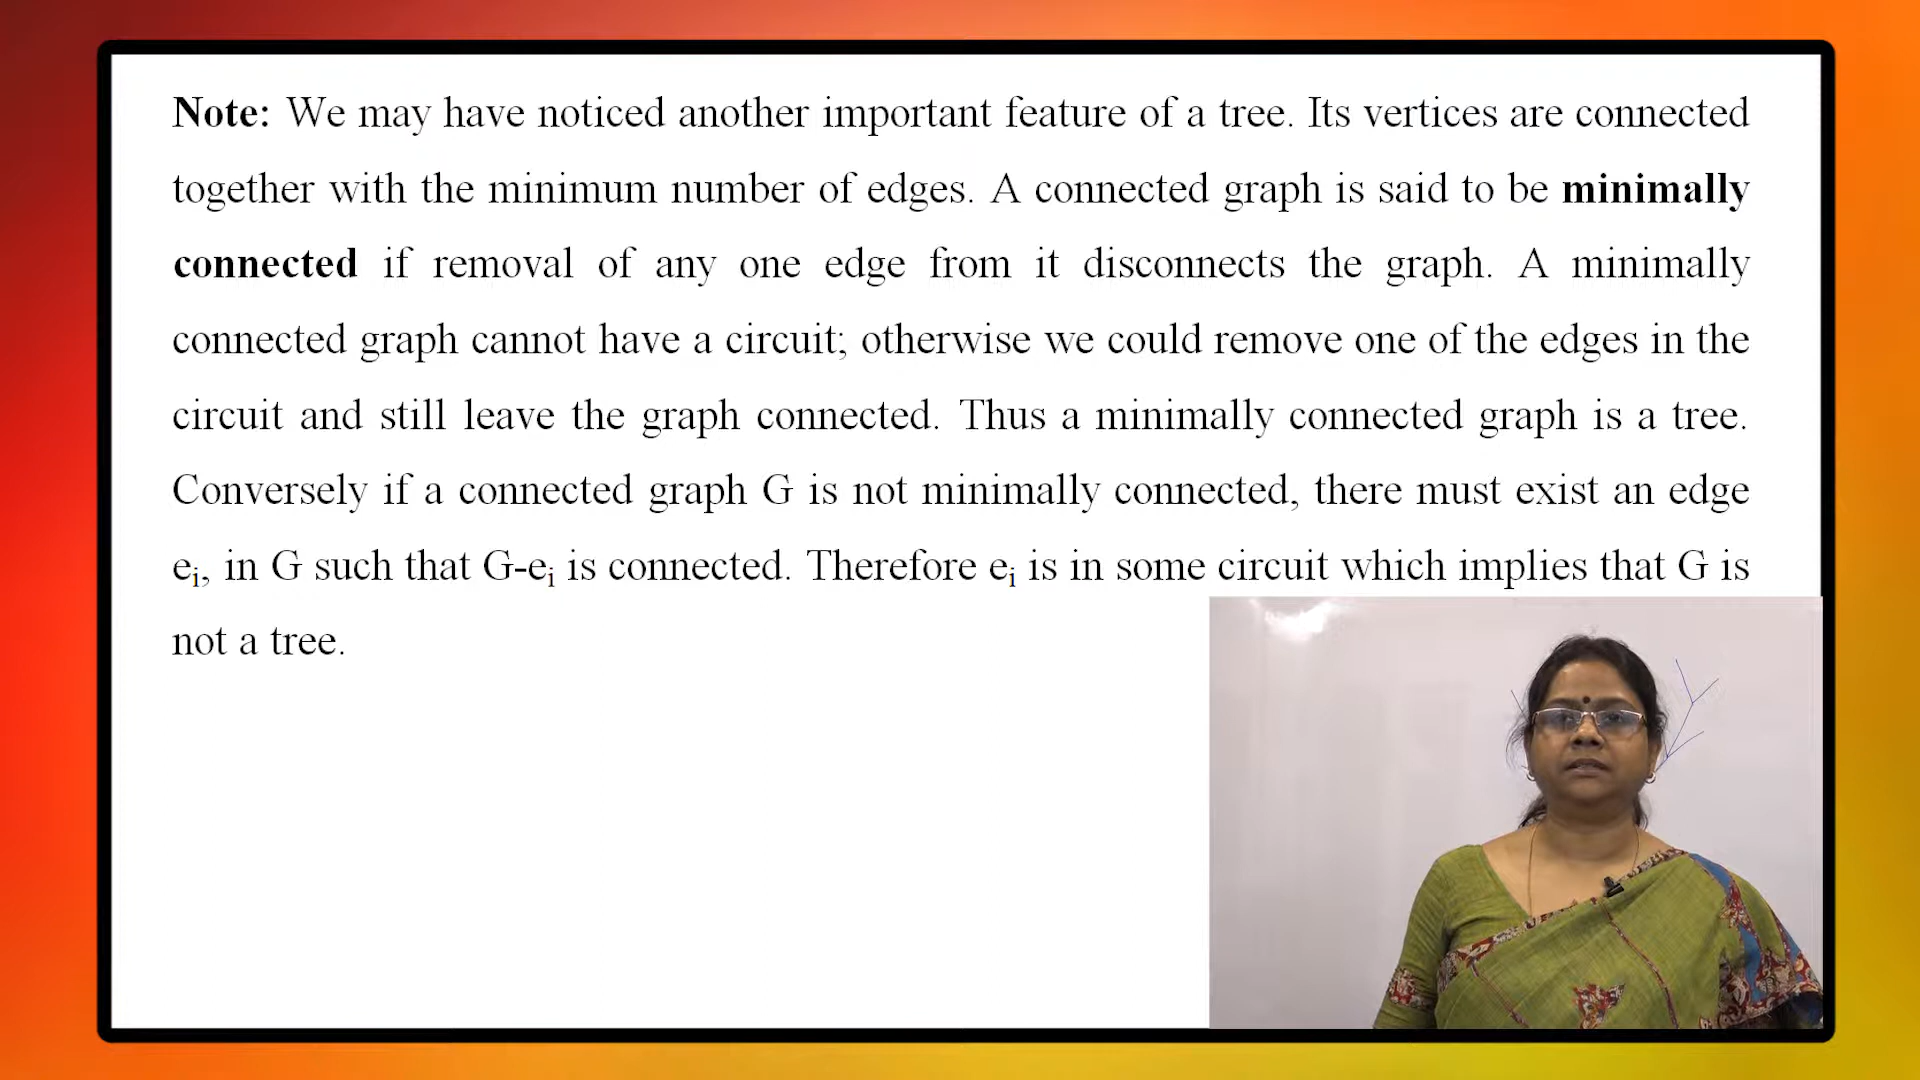 Note: We may have noticed another important feature of a tree. Its vertices are connected
together with the minimum number of edges. A connected graph is said to be minimally
connected if removal of any one edge from it disconnects the graph. A minimally
connected graph cannot have a circuit; otherwise we could remove one of the edges in the
circuit and still leave the graph connected. Thus a minimally connected graph is a tree.
Conversely if a connected graph G is not minimally connected, there must exist an edge
eᵢ, in G such that G-eᵢ is connected. Therefore eᵢ is in some circuit which implies that G is
not a tree.